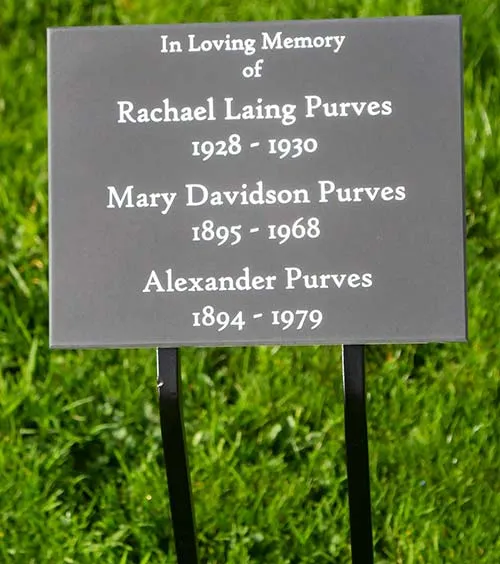 In Loving Memory
of
Rachael Laing Purves
1928 - 1930
Mary Davidson Purves
1895 - 1968
Alexander Purves
1894 - 1979